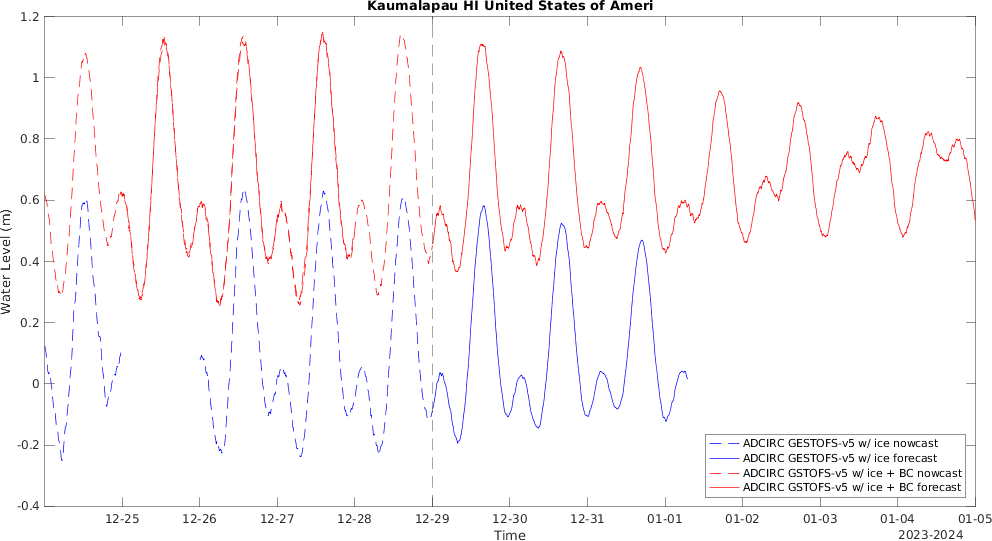 Kaumalapau HI United States of Ameri
1.2
1
0.8
0.6
0.4
0.2
0
-0.2
-0.4
Water Level (m)
12-25 12-26 12-27 12-28 12-29 12-30 12-31 01-01 01-02 01-03 01-04 01-05
Time
2023-2024
ADCIRC GESTOFS-v5 w/ ice nowcast
ADCIRC GESTOFS-v5 w/ ice forecast
ADCIRC GSTOFS-v5 w/ ice + BC nowcast
ADCIRC GSTOFS-v5 w/ ice + BC forecast